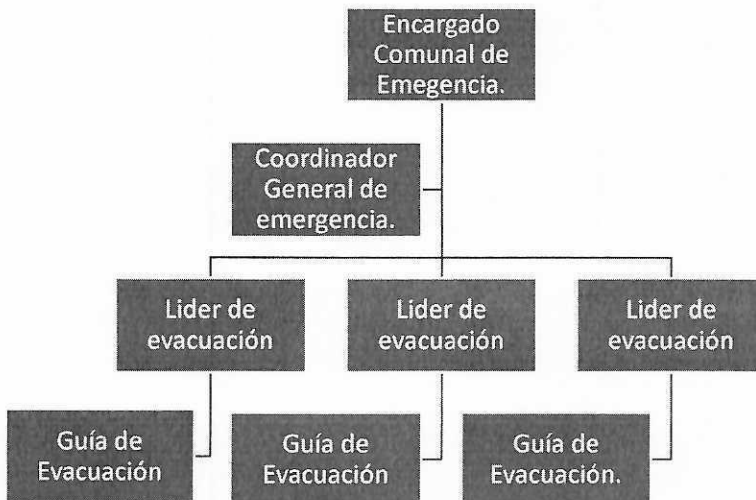 Encargado
Comunal de
Emegencia.
Coordinador
General de
emergencia.
Lider de
evacuación
Lider de
evacuación
Lider de
evacuación
Guía de
Evacuación
Guía de
Evacuación
Guía de
Evacuación.